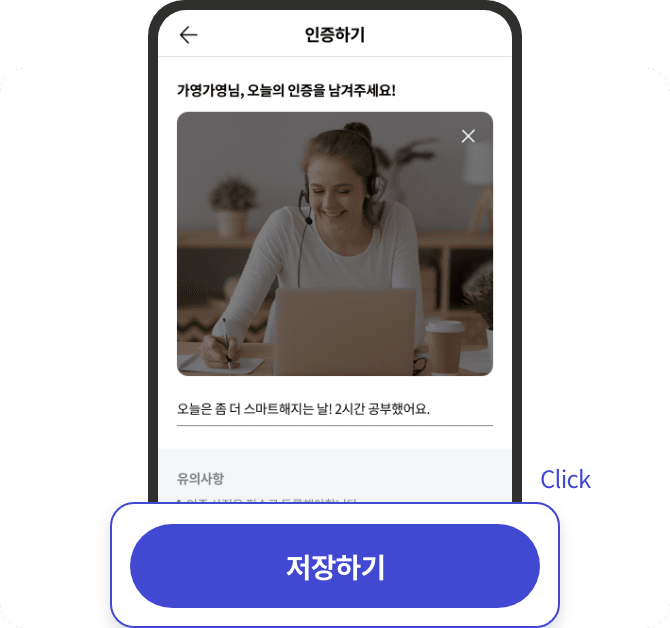 인증하기
가영가영님, 오늘의 인증을 남겨주세요!
오늘은 좀 더 스마트해지는 날! 2시간 공부했어요.
유의사항
Click
저장하기